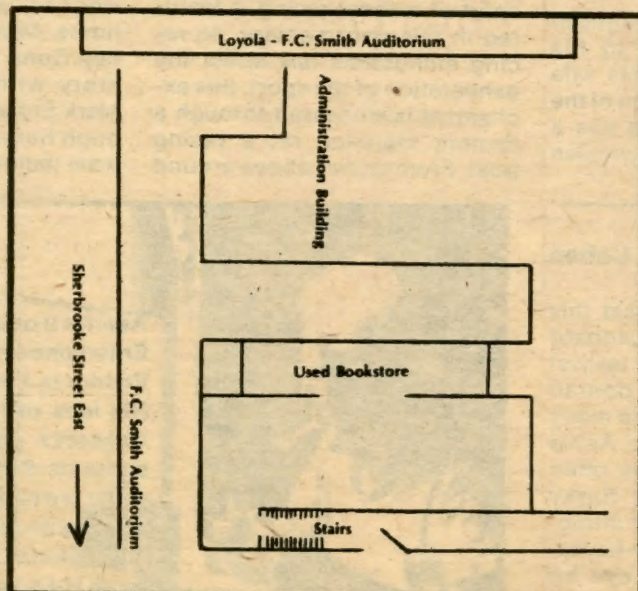 Loyola - F.C. Smith Auditorium
Administration Building
Sherbrooke Street East
F.C. Smith Auditorium
Used Bookstore
Stairs